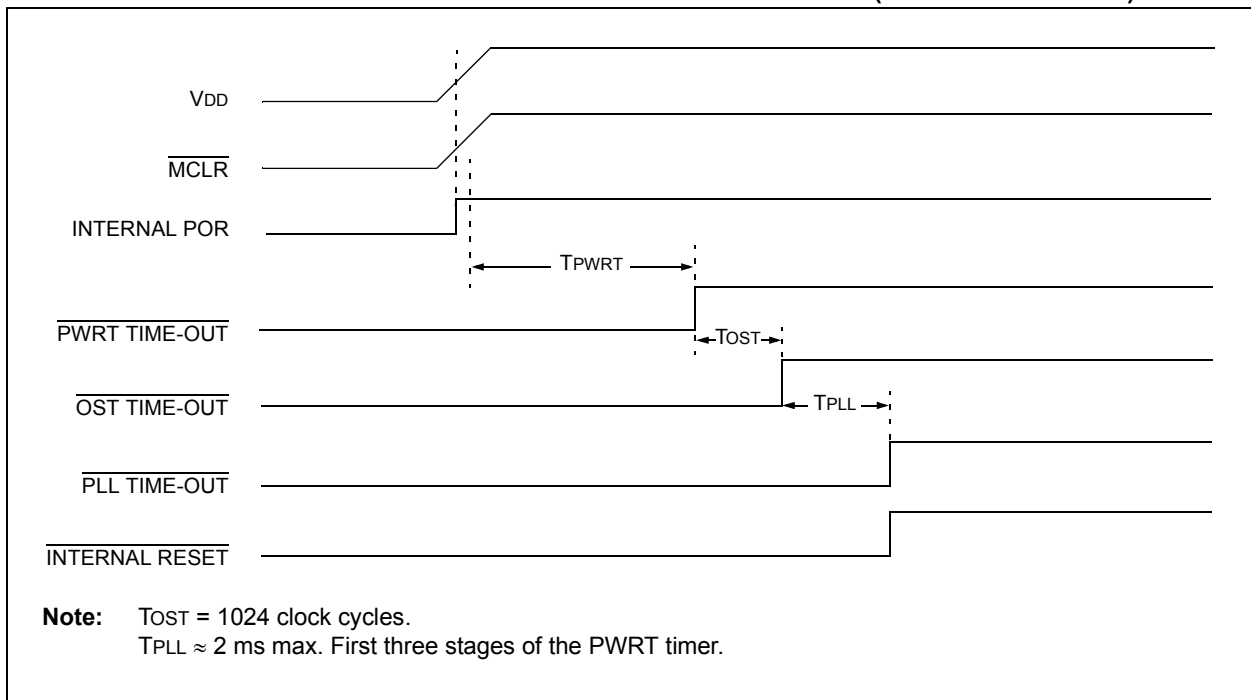 VDD
MCLR
INTERNAL POR
TPWRT
PWRT TIME-OUT
TOST
OST TIME-OUT
TPLL
PLL TIME-OUT
INTERNAL RESET
Note: TOST = 1024 clock cycles.
TPLL ≈ 2 ms max. First three stages of the PWRT timer.